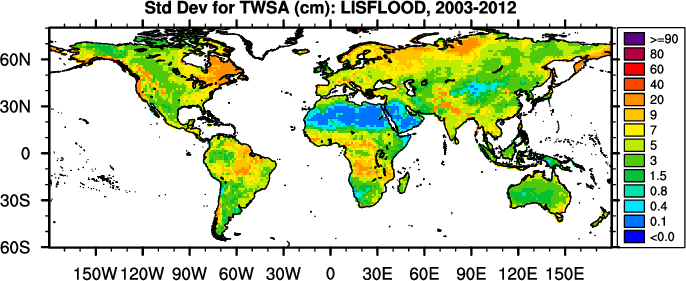 Std Dev for TWSA (cm): LISFLOOD, 2003-2012
>=90
80
60
40
20
9
7
5
3
1.5
0.8
0.4
0.1
<0.0
60N
30N
0
30S
60S
150W 120W 90W 60W 30W 0 30E 60E 90E 120E 150E